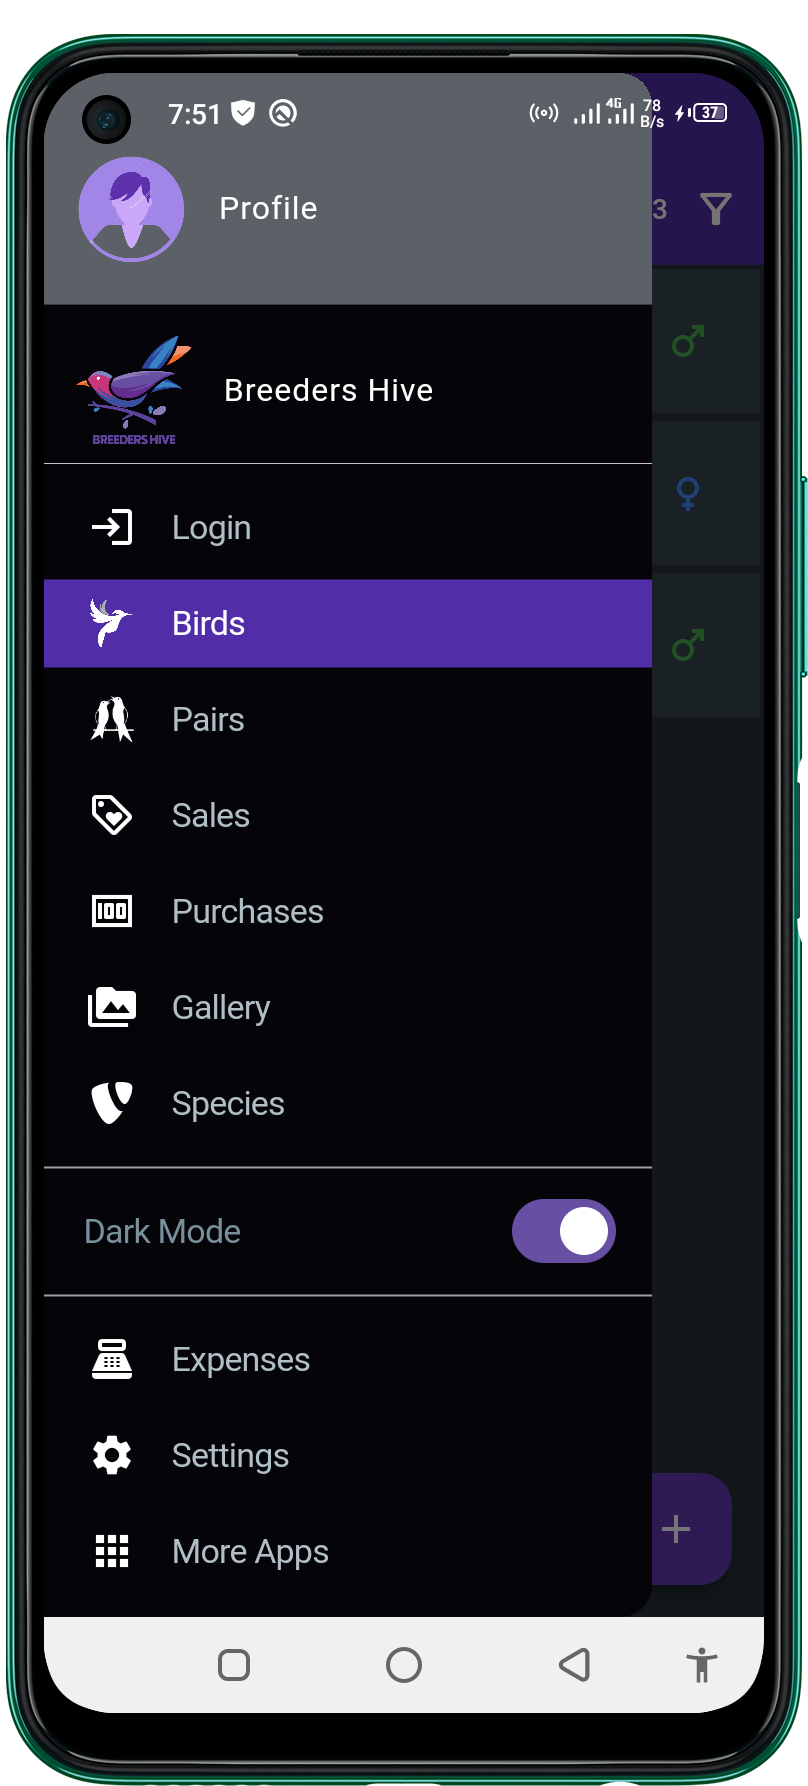 7:51
4G
78
B/s
37
Profile
3
Breeders Hive
BREEDERS HIVE
Login
Birds
Pairs
Sales
100
Purchases
Gallery
Species
Dark Mode
Expenses
Settings
More Apps